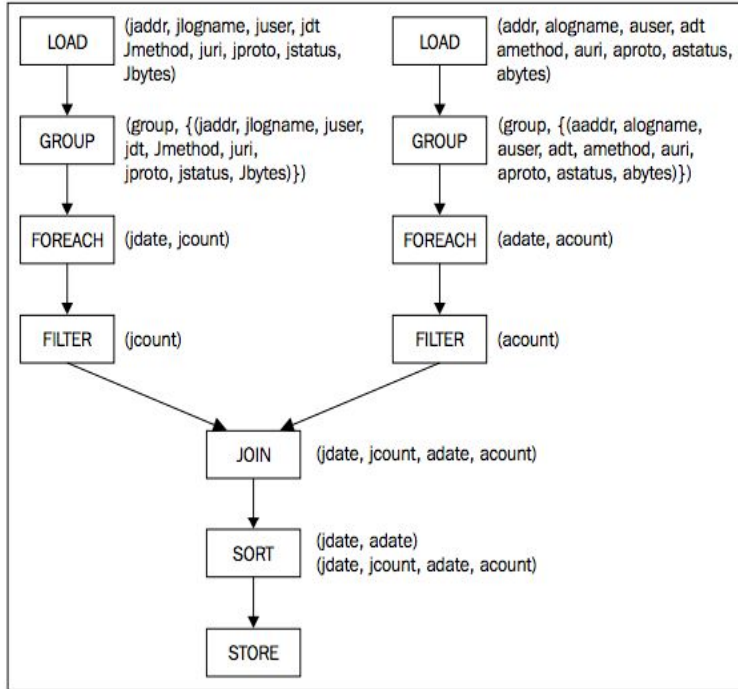 LOAD
(jaddr, jlogname, juser, jdt
Jmethod, juri, jproto, jstatus,
Jbytes)
LOAD
(addr, alogname, auser, adt
amethod, auri, aproto, astatus,
abytes)
GROUP
(group, {(jaddr, jlogname, juser,
jdt, Jmethod, juri,
jproto, jstatus, Jbytes)})
GROUP
(group, {(aaddr, alogname,
auser, adt, amethod, auri,
aproto, astatus, abytes)})
FOREACH
(jdate, jcount)
FOREACH
(adate, acount)
FILTER
(jcount)
FILTER
(acount)
JOIN
(jdate, jcount, adate, acount)
SORT
(jdate, adate)
(jdate, jcount, adate, acount)
STORE